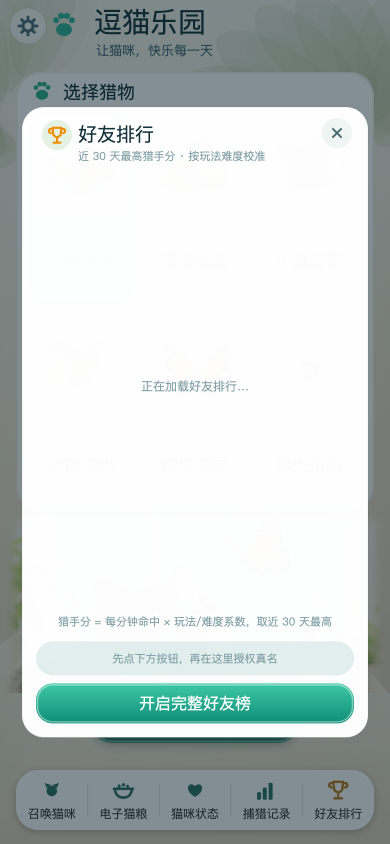 逗猫乐园
让猫咪，快乐每一天
选择猎物
好友排行
近 30 天最高猎手分 · 按玩法难度校准
正在加载好友排行...
猎手分 = 每分钟命中 × 玩法/难度系数，取近 30 天最高
先点下方按钮，再在这里授权真名
开启完整好友榜
召唤猫咪
电子猫粮
猫咪状态
捕猎记录
好友排行